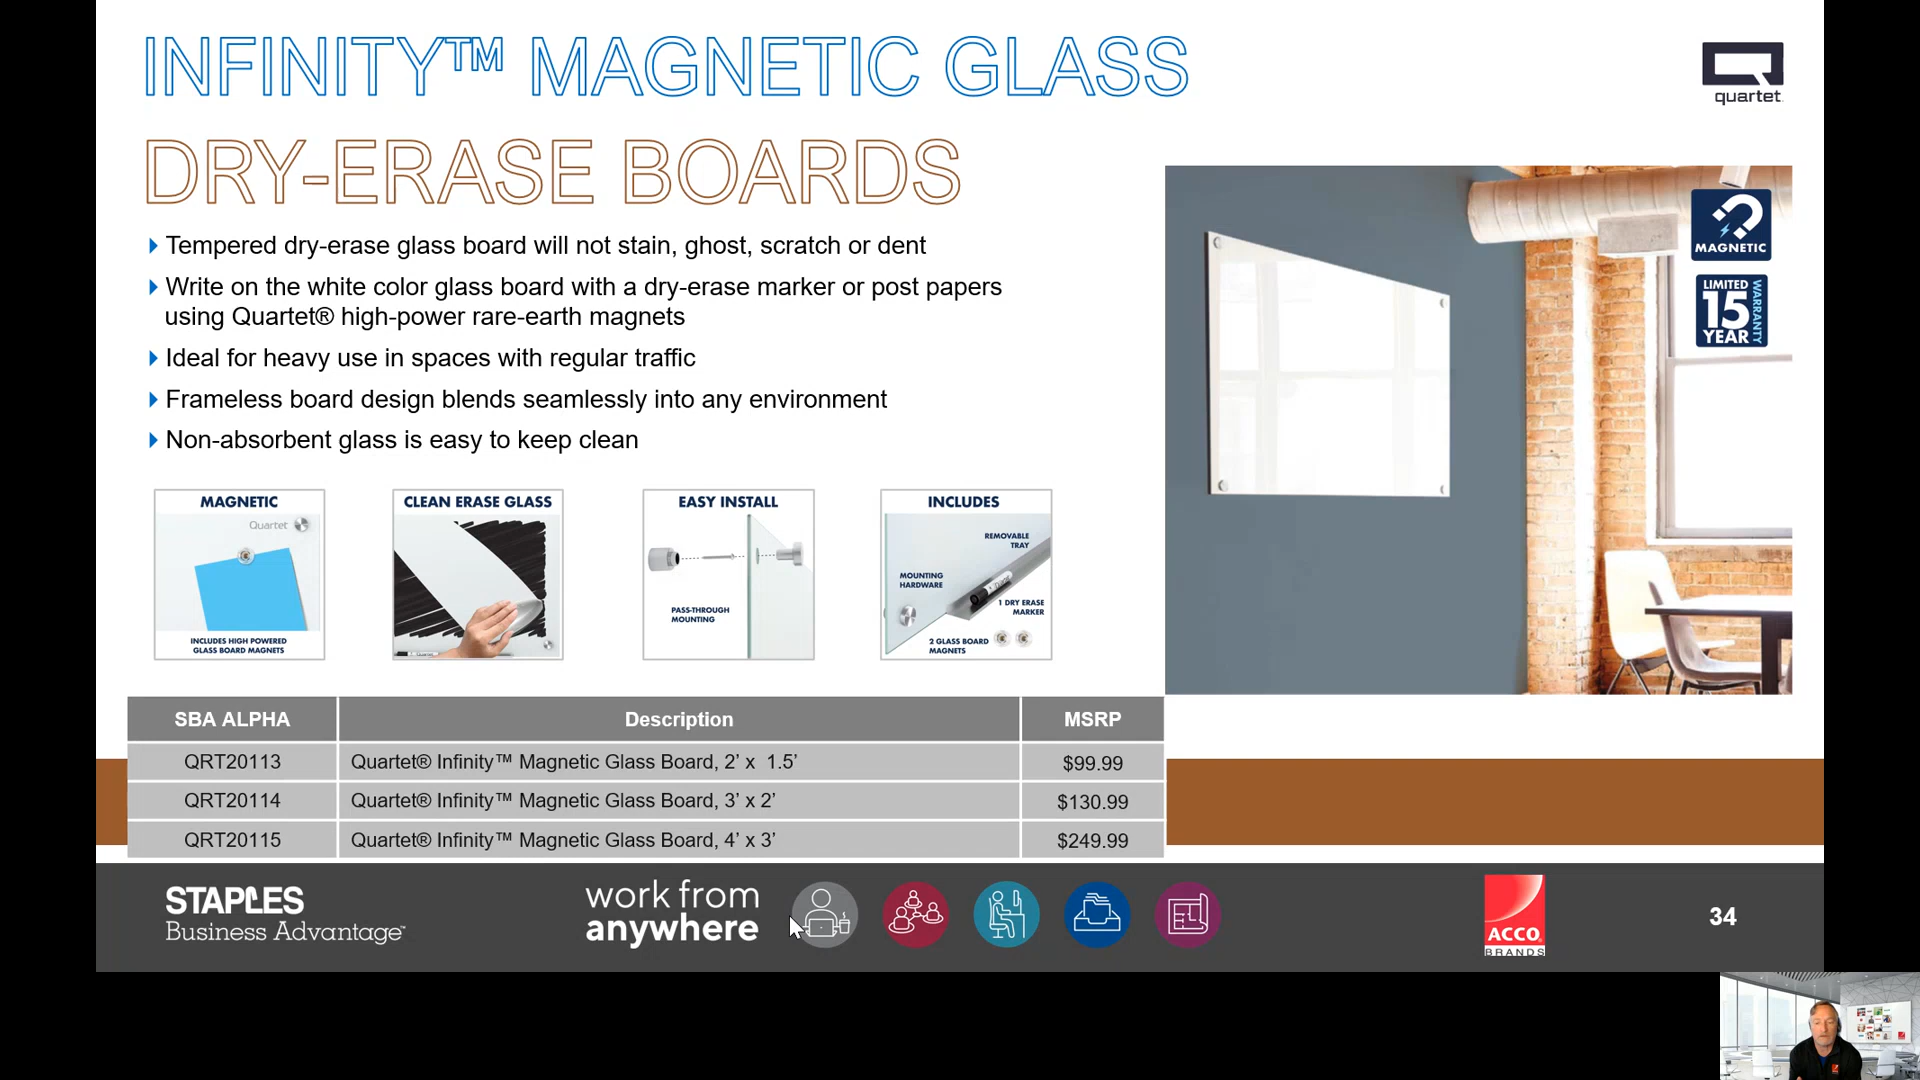 INFINITY™ MAGNETIC GLASS
DRY-ERASE BOARDS
quartet
Tempered dry-erase glass board will not stain, ghost, scratch or dent
Write on the white color glass board with a dry-erase marker or post papers
using Quartet® high-power rare-earth magnets
Ideal for heavy use in spaces with regular traffic
Frameless board design blends seamlessly into any environment
Non-absorbent glass is easy to keep clean
MAGNETIC
LIMITED
15
YEAR
WARRANTY
MAGNETIC
Quartet
INCLUDES HIGH POWERED
GLASS BOARD MAGNETS
CLEAN ERASE GLASS
EASY INSTALL
PASS-THROUGH
MOUNTING
INCLUDES
REMOVABLE
TRAY
MOUNTING
HARDWARE
1 DRY ERASE
MARKER
2 GLASS BOARD
MAGNETS
SBA ALPHA Description MSRP
QRT20113 Quartet® Infinity™ Magnetic Glass Board, 2’ x 1.5’ $99.99
QRT20114 Quartet® Infinity™ Magnetic Glass Board, 3’ x 2’ $130.99
QRT20115 Quartet® Infinity™ Magnetic Glass Board, 4’ x 3’ $249.99
STAPLES
Business Advantage™
work from
anywhere
ACCO
BRANDS
34